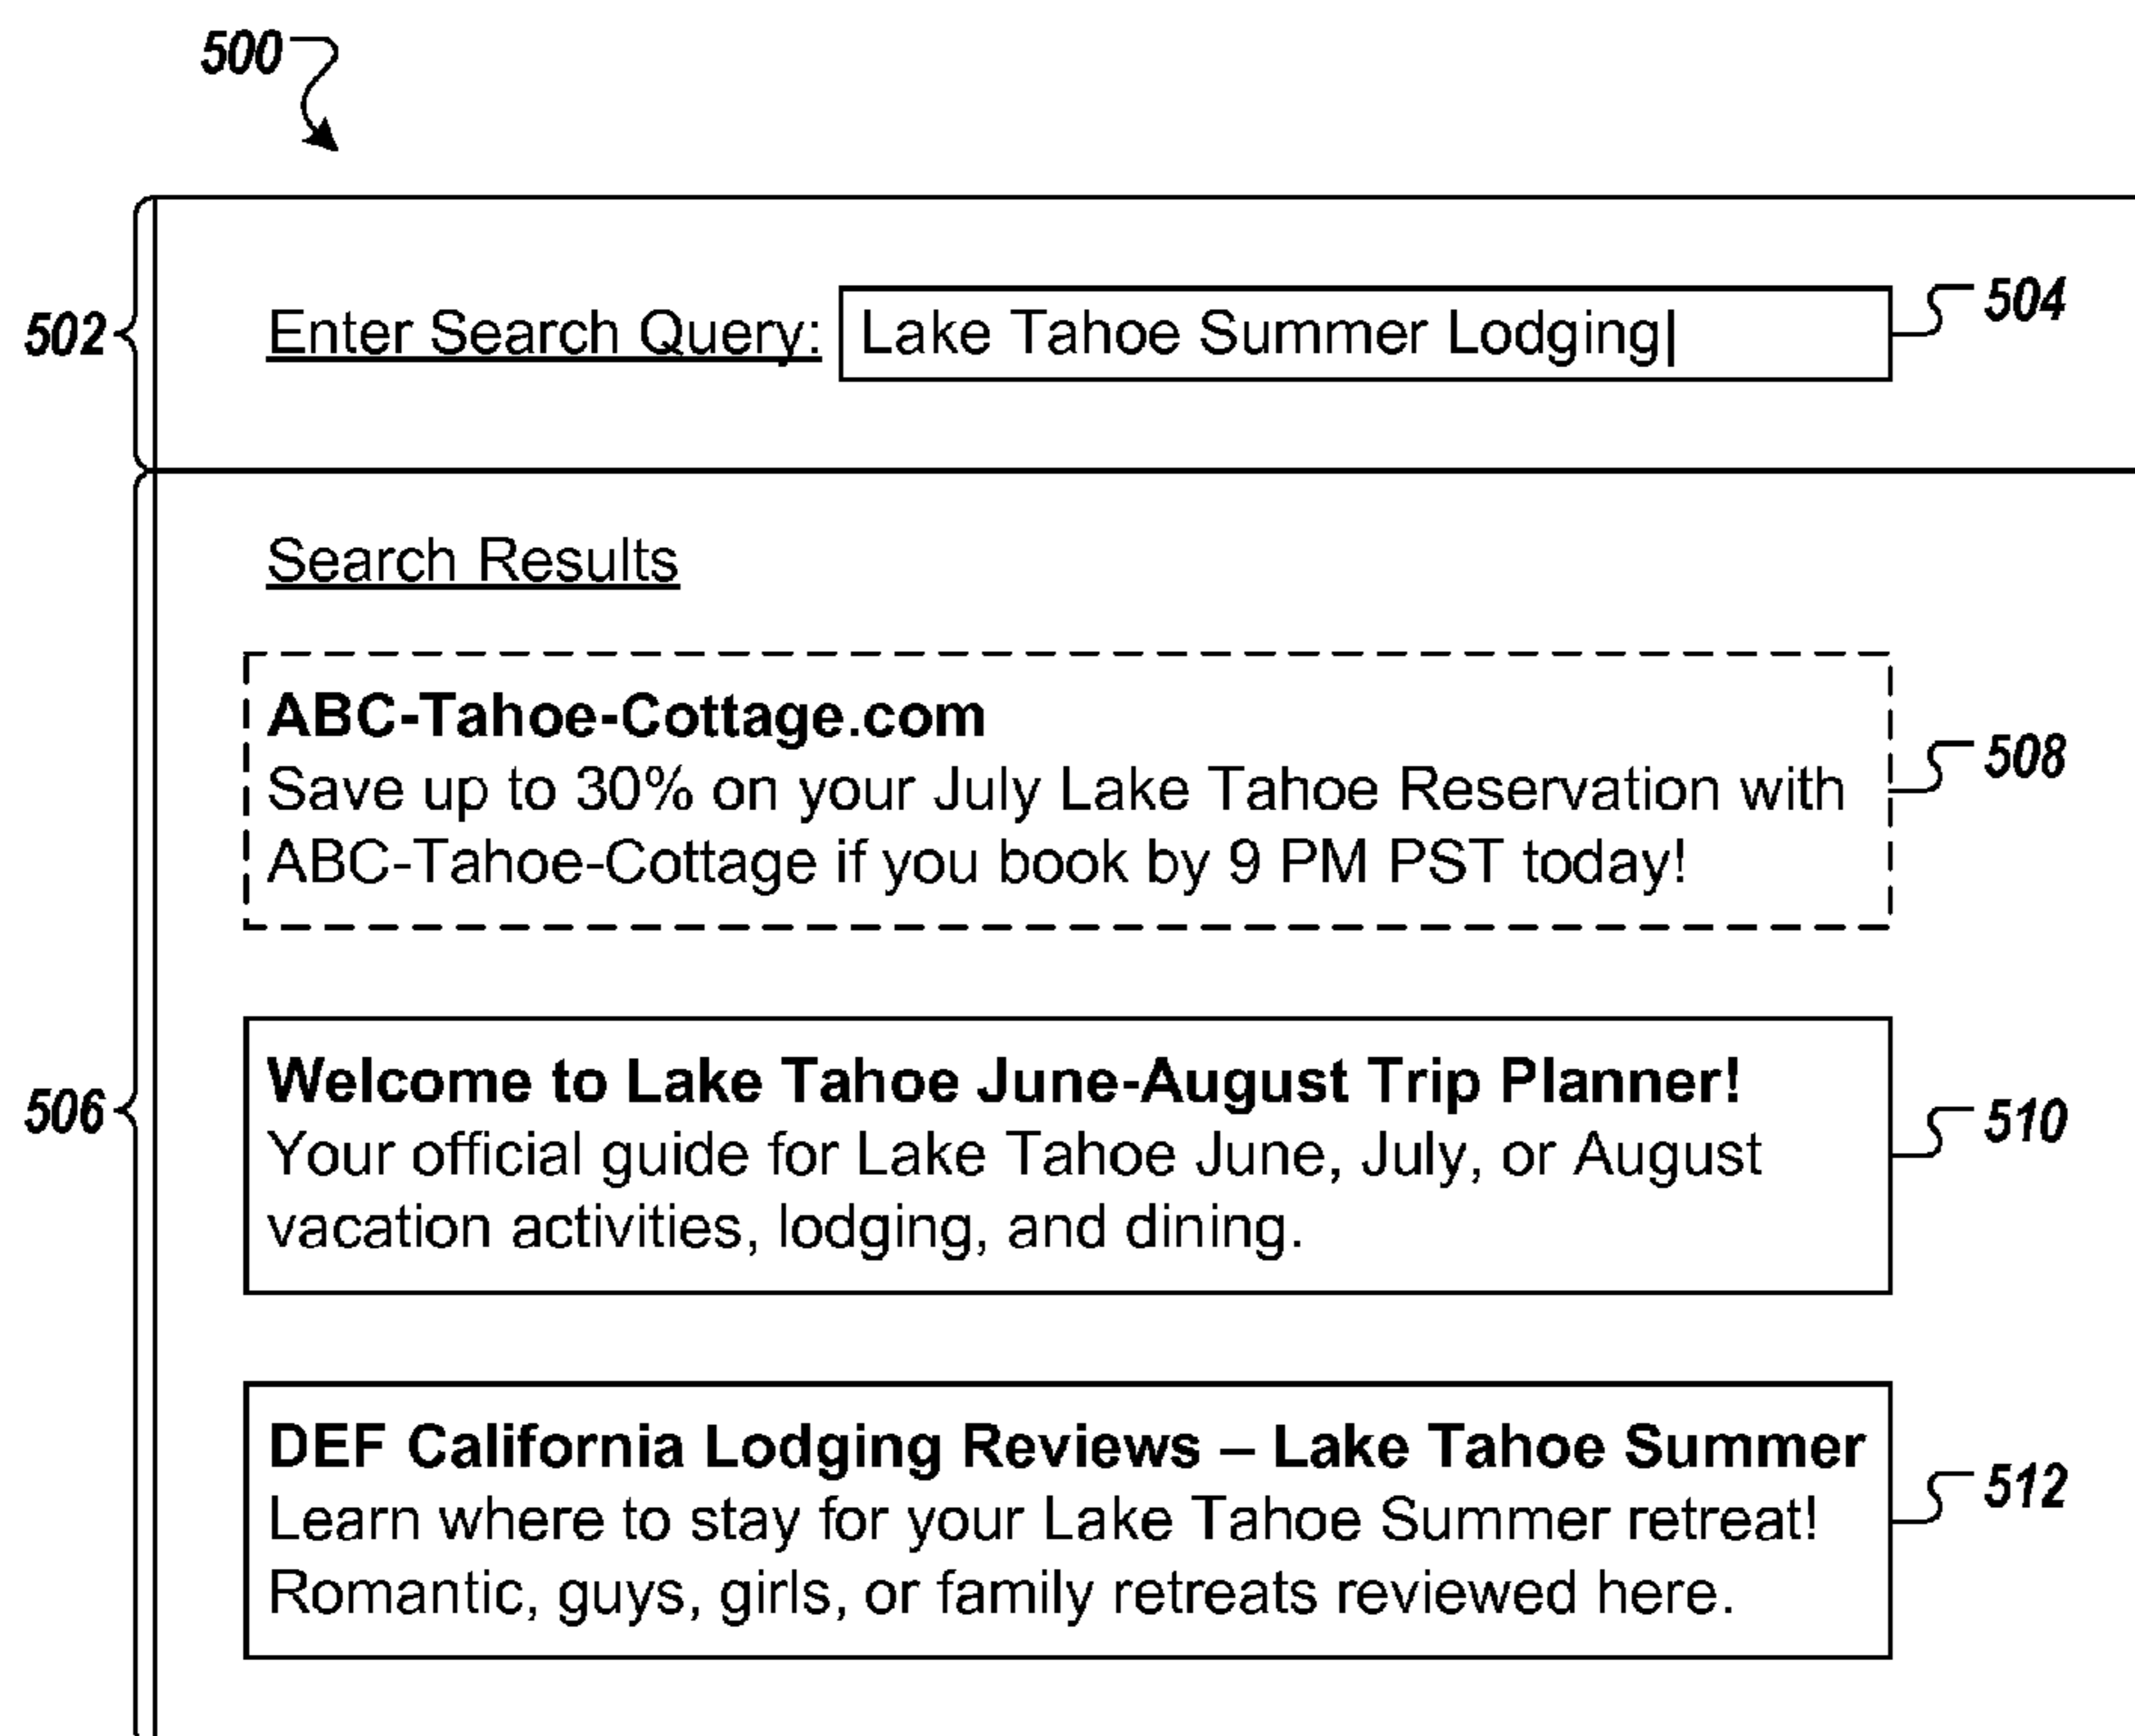 500
502
Enter Search Query: Lake Tahoe Summer Lodging
504
Search Results
ABC-Tahoe-Cottage.com
Save up to 30% on your July Lake Tahoe Reservation with
ABC-Tahoe-Cottage if you book by 9 PM PST today!
508
506
Welcome to Lake Tahoe June-August Trip Planner!
Your official guide for Lake Tahoe June, July, or August
vacation activities, lodging, and dining.
510
DEF California Lodging Reviews – Lake Tahoe Summer
Learn where to stay for your Lake Tahoe Summer retreat!
Romantic, guys, girls, or family retreats reviewed here.
512